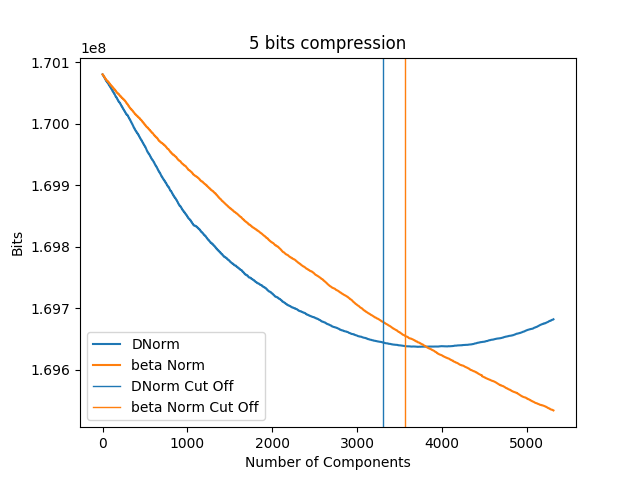 5 bits compression
1e8
1.701
1.700
1.699
1.698
1.697
1.696
Bits
DNorm
beta Norm
DNorm Cut Off
beta Norm Cut Off
0 1000 2000 3000 4000 5000
Number of Components